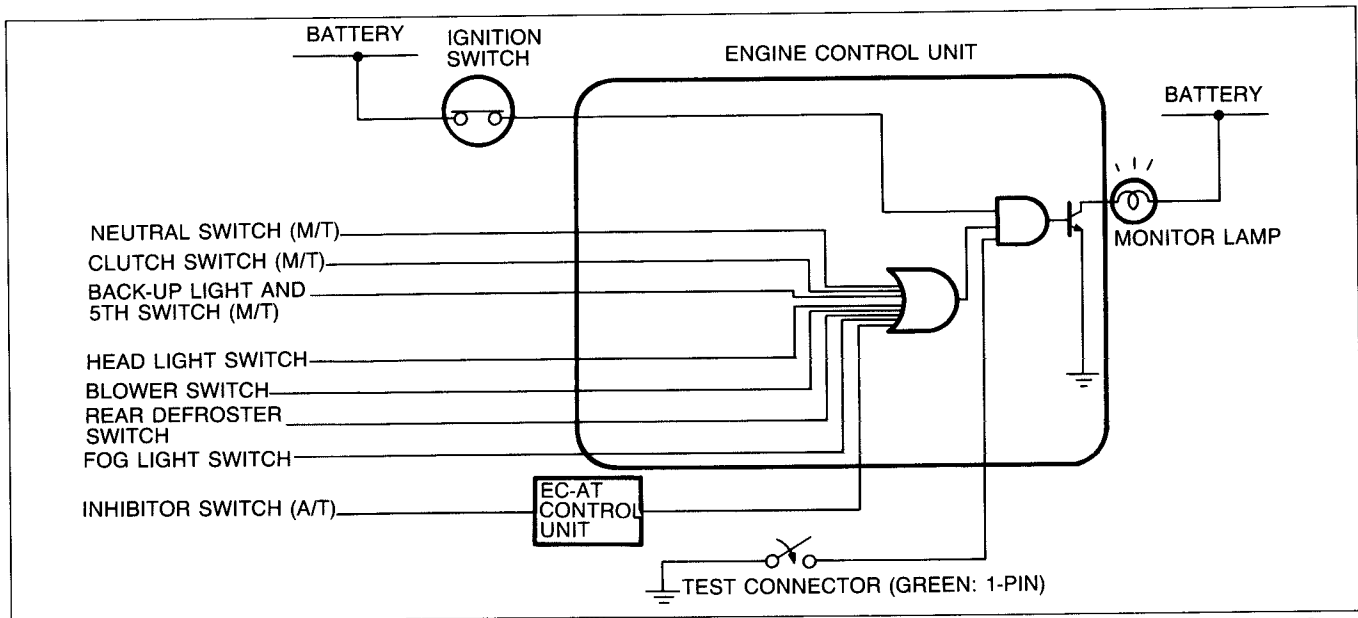 BATTERY
IGNITION
SWITCH
ENGINE CONTROL UNIT
BATTERY
MONITOR LAMP
NEUTRAL SWITCH (M/T)
CLUTCH SWITCH (M/T)
BACK-UP LIGHT AND
5TH SWITCH (M/T)
HEAD LIGHT SWITCH
BLOWER SWITCH
REAR DEFROSTER
SWITCH
FOG LIGHT SWITCH
INHIBITOR SWITCH (A/T)
EC-AT
CONTROL
UNIT
TEST CONNECTOR (GREEN: 1-PIN)